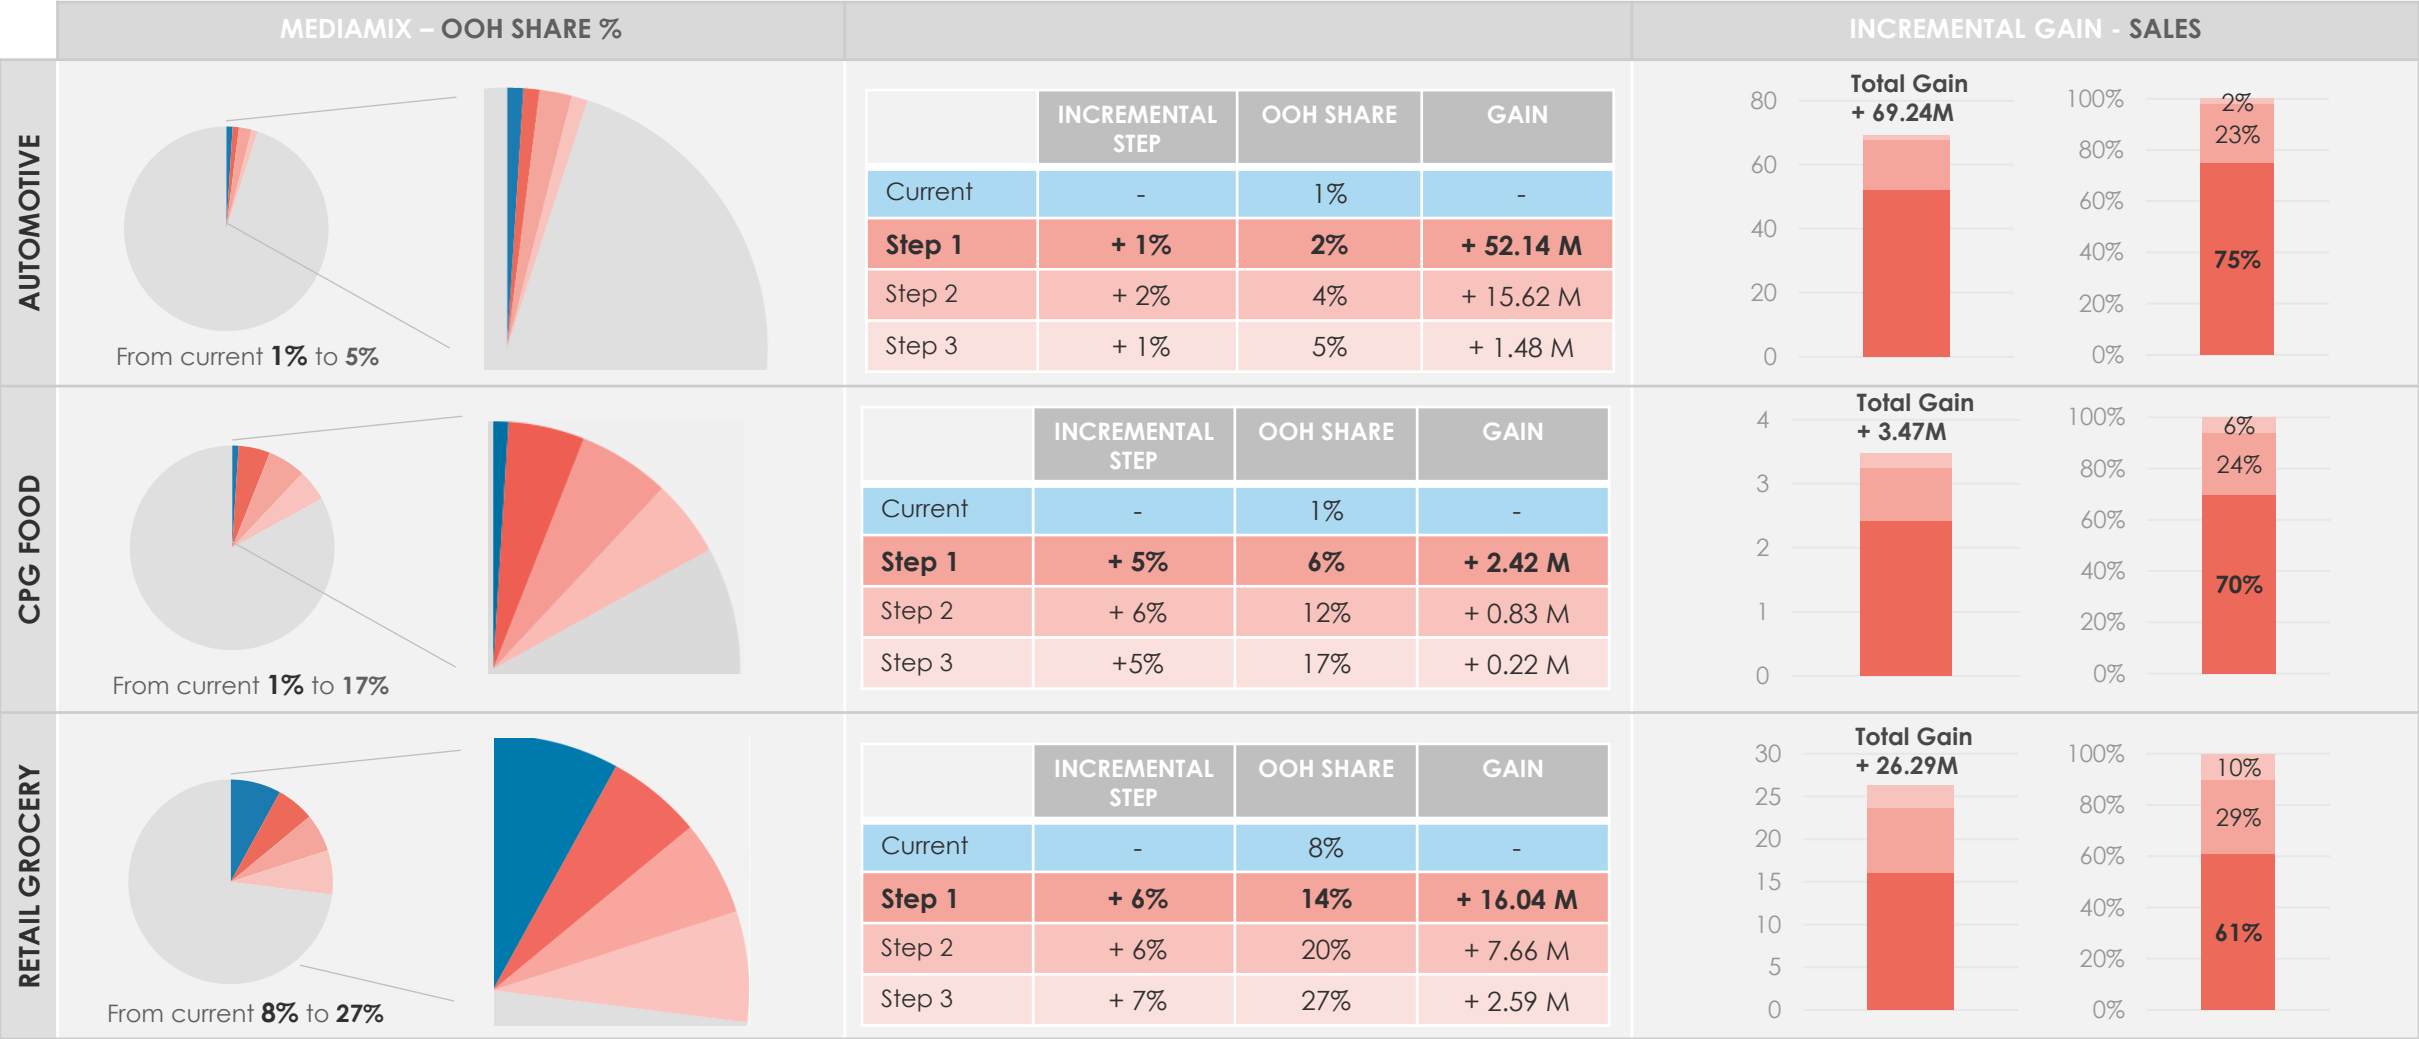 MEDIAMIX – OOH SHARE %
INCREMENTAL GAIN - SALES
AUTOMOTIVE
From current 1% to 5%
INCREMENTAL STEP OOH SHARE GAIN
Current - 1% -
Step 1 + 1% 2% + 52.14 M
Step 2 + 2% 4% + 15.62 M
Step 3 + 1% 5% + 1.48 M
Total Gain
+ 69.24M
80
60
40
20
0
100%
80%
60%
40%
20%
0%
2%
23%
75%
CPG FOOD
From current 1% to 17%
INCREMENTAL STEP OOH SHARE GAIN
Current - 1% -
Step 1 + 5% 6% + 2.42 M
Step 2 + 6% 12% + 0.83 M
Step 3 +5% 17% + 0.22 M
Total Gain
+ 3.47M
4
3
2
1
0
100%
80%
60%
40%
20%
0%
6%
24%
70%
RETAIL GROCERY
From current 8% to 27%
INCREMENTAL STEP OOH SHARE GAIN
Current - 8% -
Step 1 + 6% 14% + 16.04 M
Step 2 + 6% 20% + 7.66 M
Step 3 + 7% 27% + 2.59 M
Total Gain
+ 26.29M
30
25
20
15
10
5
0
100%
80%
60%
40%
20%
0%
10%
29%
61%